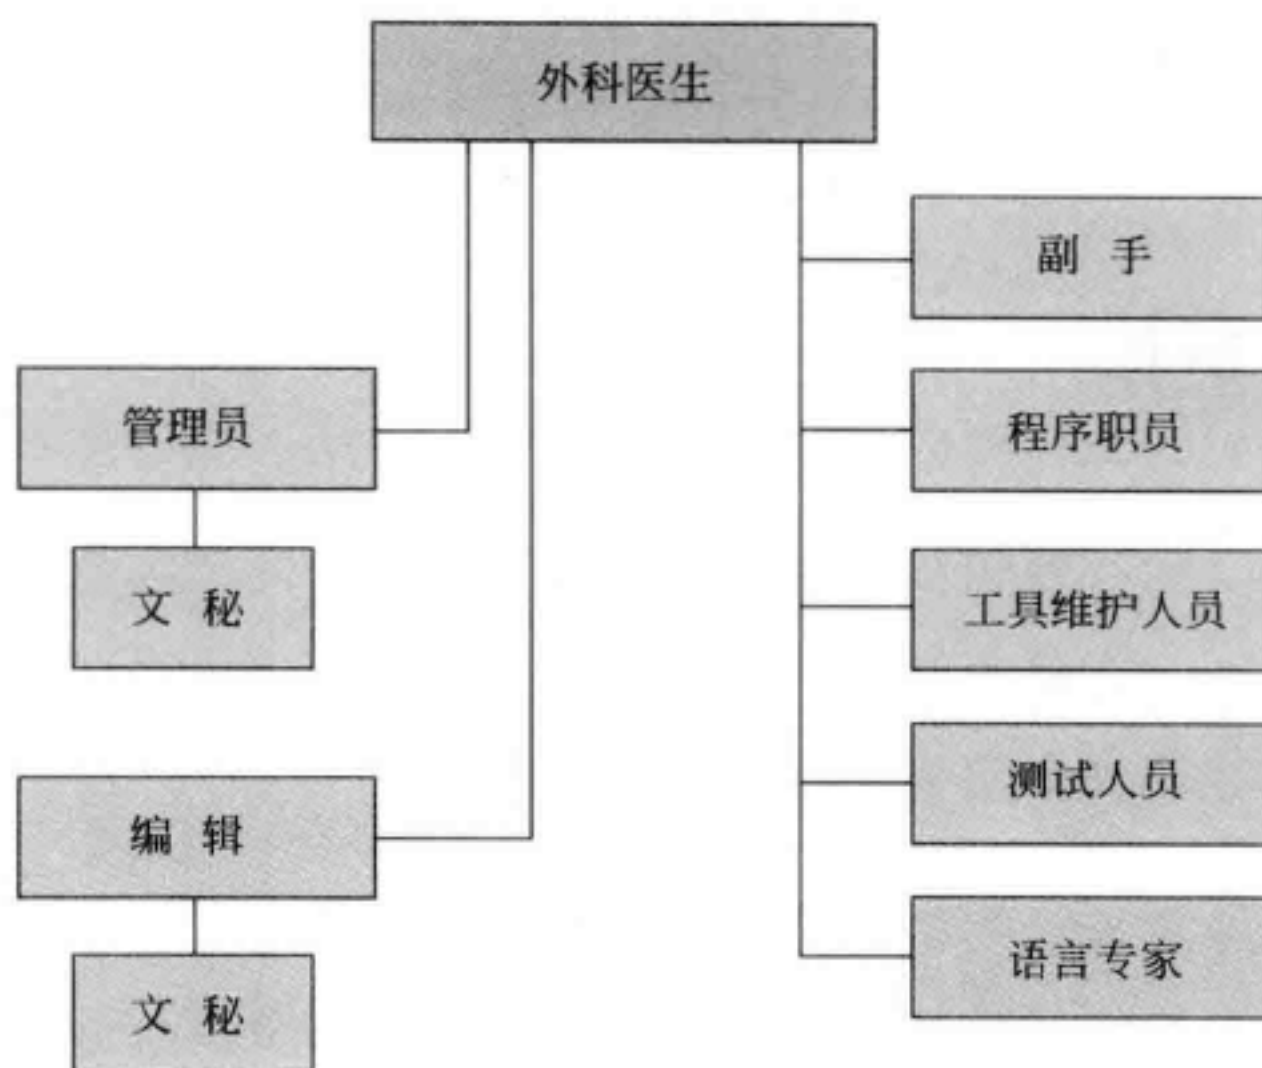 外科医生
副 手
管理员
程序职员
文 秘
工具维护人员
测试人员
编 辑
语言专家
文 秘